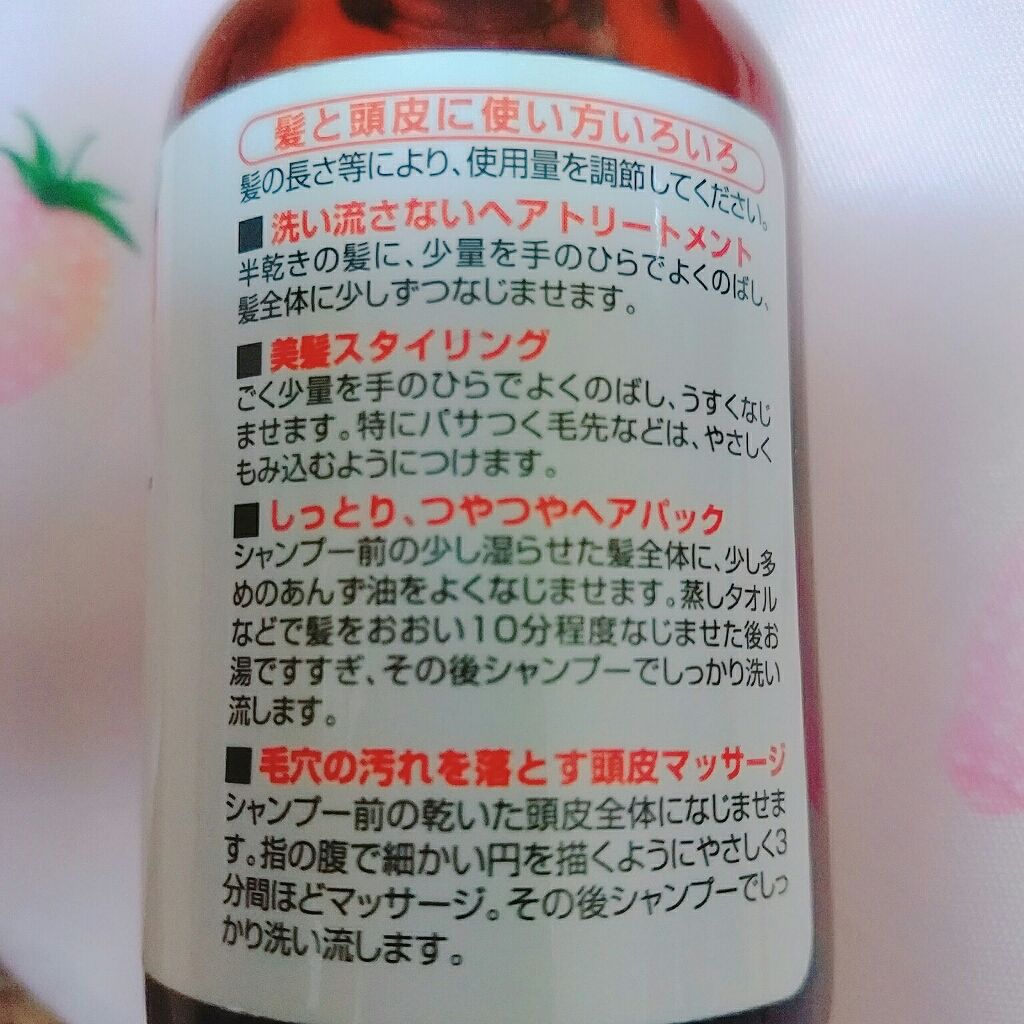 髪と頭皮に使い方いろいろ
髪の長さ等により、使用量を調節してください。
■洗い流さないヘアトリートメント
半乾きの髪に、少量を手のひらでよくのばし、
髪全体に少しずつなじませます。
■美髪スタイリング
ごく少量を手のひらでよくのばし、うすくなじ
ませます。特にパサつく毛先などは、やさしく
もみ込むようにつけます。
■しっとり、つやつやヘアパック
シャンプー前の少し湿らせた髪全体に、少し多
めのあんず油をよくなじませます。蒸しタオル
などで髪をおおい10分程度なじませた後お
湯ですすぎ、その後シャンプーでしっかり洗い
流します。
■毛穴の汚れを落とす頭皮マッサージ
シャンプー前の乾いた頭皮全体になじませま
す。指の腹で細かい円を描くようにやさしく3
分間ほどマッサージ。その後シャンプーでしっ
かり洗い流します。